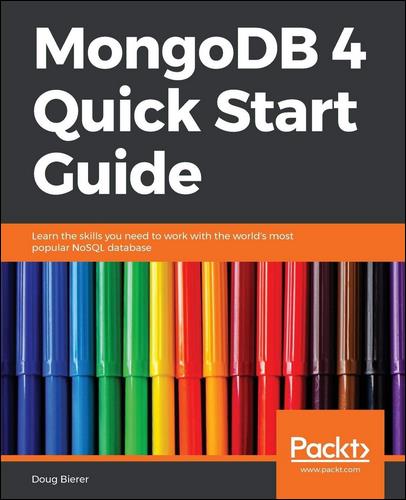 MongoDB 4
Quick Start
Guide
Learn the skills you need to work with the world's most
popular NoSQL database
Packt>
www.packt.com
Doug Bierer